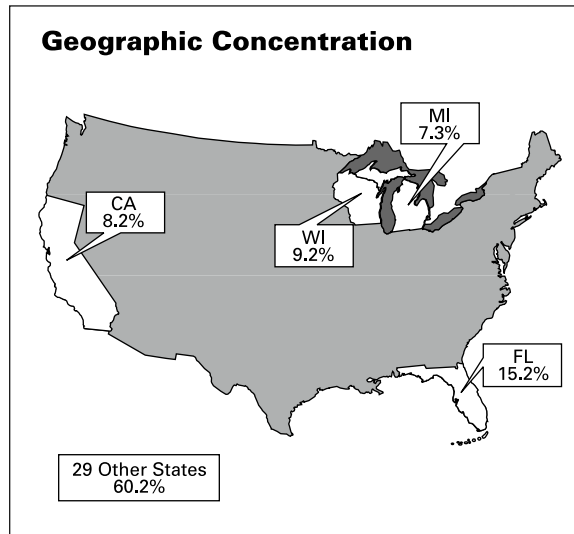 Geographic Concentration
MI
7.3%
CA
8.2%
WI
9.2%
FL
15.2%
29 Other States
60.2%